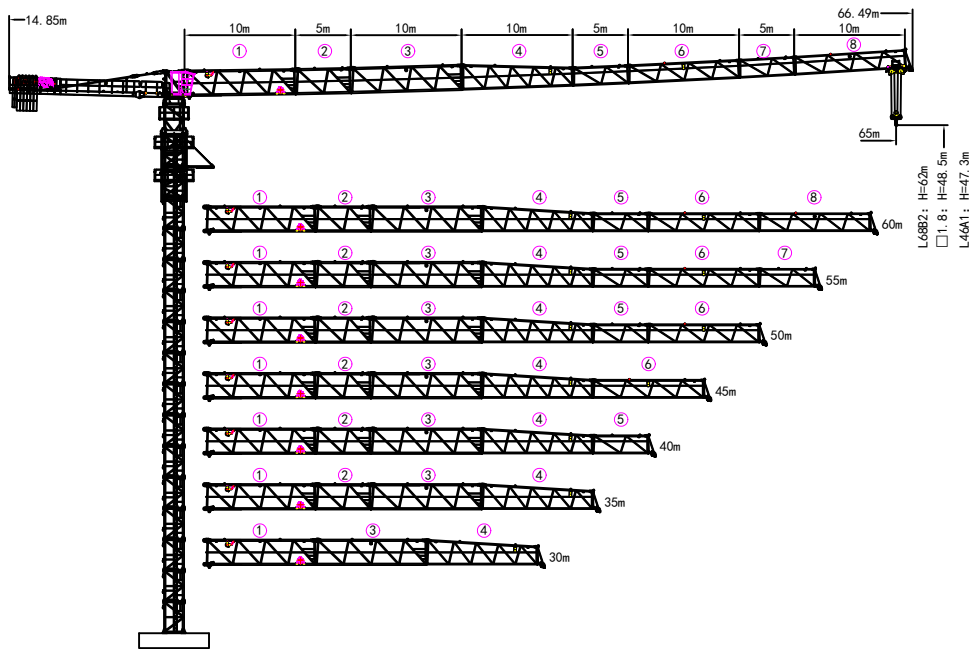 14.85m
66.49m
10m 5m 10m 10m 5m 10m 5m 10m
① ② ③ ④ ⑤ ⑥ ⑦ ⑧
65m
L68B2: H=62m
□1.8: H=48.5m
L46A1: H=47.3m
① ② ③ ④ ⑤ ⑥ ⑧
60m
① ② ③ ④ ⑤ ⑥ ⑦
55m
① ② ③ ④ ⑤ ⑥
50m
① ② ③ ④ ⑥
45m
① ② ③ ④ ⑤
40m
① ② ③ ④
35m
① ③ ④
30m